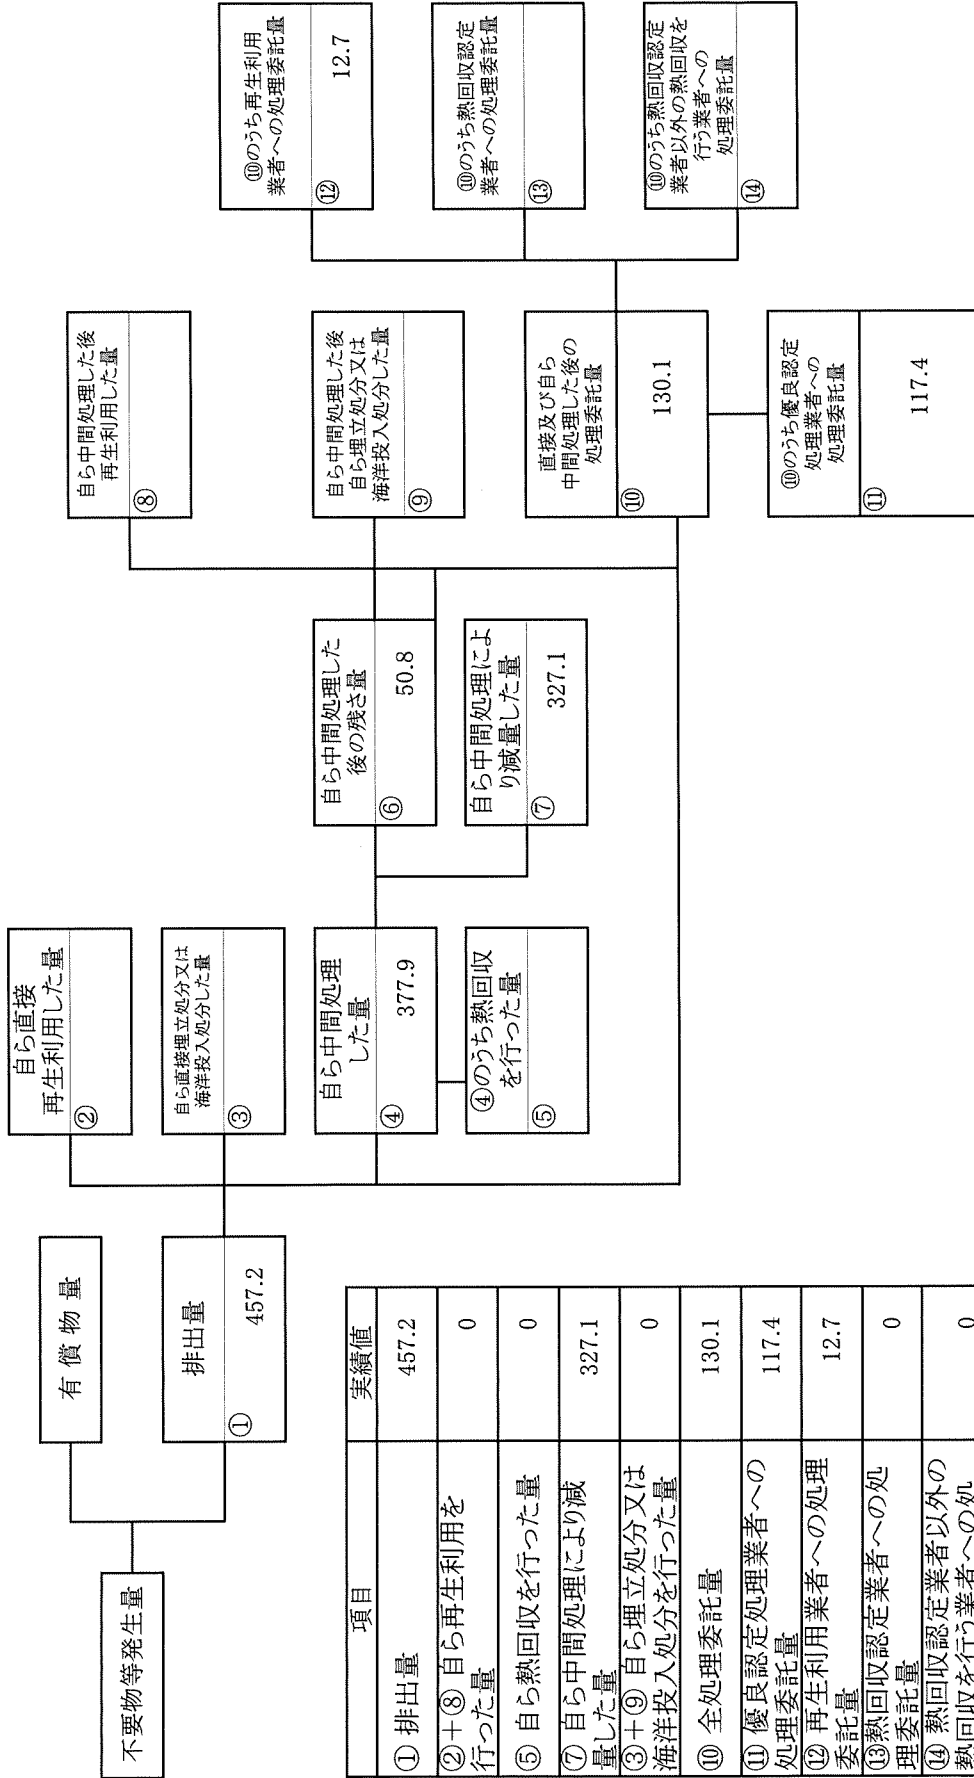 不要物等発生量
有償物量
排出量
①
457.2
自ら直接
再生利用した量
②
自ら直接埋立処分又は
海洋投入処分した量
③
自ら中間処理
した量
④
377.9
④のうち熱回収
を行った量
⑤
自ら中間処理した
後の残さ量
⑥
50.8
自ら中間処理によ
り減量した量
⑦
327.1
自ら中間処理した後
再生利用した量
⑧
自ら中間処理した後
自ら埋立処分又は
海洋投入処分した量
⑨
直接及び自ら
中間処理した後の
処理委託量
⑩
130.1
⑩のうち優良認定
処理業者への
処理委託量
⑪
117.4
⑩のうち再生利用
業者への処理委託量
⑫
12.7
⑩のうち熱回収認定
業者への処理委託量
⑬
⑩のうち熱回収認定
業者以外の熱回収を
行う業者への
処理委託量
⑭
項目 実績値
① 排出量 457.2
②+⑧ 自ら再生利用を
行った量 0
⑤ 自ら熱回収を行った量 0
⑦ 自ら中間処理により減
量した量 327.1
③+⑨ 自ら埋立処分又は
海洋投入処分を行った量 0
⑩ 全処理委託量 130.1
⑪ 優良認定処理業者への
処理委託量 117.4
⑫ 再生利用業者への処理
委託量 12.7
⑬熱回収認定業者への処
理委託量 0
⑭ 熱回収認定業者以外の
熱回収を行う業者への処 0